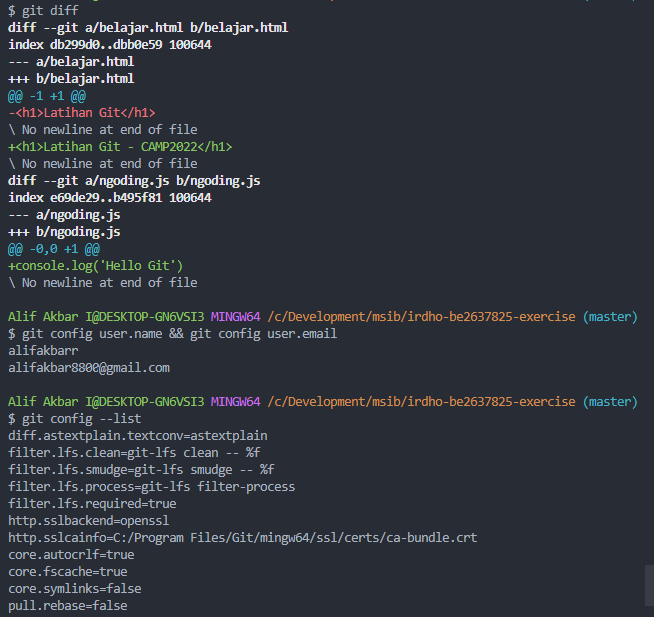 $ git diff
diff --git a/belajar.html b/belajar.html
index db299d0..dbb0e59 100644
--- a/belajar.html
+++ b/belajar.html
@@ -1 +1 @@
-<h1>Latihan Git</h1>
\ No newline at end of file
+<h1>Latihan Git - CAMP2022</h1>
\ No newline at end of file
diff --git a/ngoding.js b/ngoding.js
index e69de29..b495f81 100644
--- a/ngoding.js
+++ b/ngoding.js
@@ -0,0 +1 @@
+console.log('Hello Git')
\ No newline at end of file
Alif Akbar I@DESKTOP-GN6VSI3 MINGW64 /c/Development/msib/irdho-be2637825-exercise (master)
$ git config user.name && git config user.email
alifakbarr
alifakbar8800@gmail.com
Alif Akbar I@DESKTOP-GN6VSI3 MINGW64 /c/Development/msib/irdho-be2637825-exercise (master)
$ git config --list
diff.astextplain.textconv=astextplain
filter.lfs.clean=git-lfs clean -- %f
filter.lfs.smudge=git-lfs smudge -- %f
filter.lfs.process=git-lfs filter-process
filter.lfs.required=true
http.sslbackend=openssl
http.sslcainfo=C:/Program Files/Git/mingw64/ssl/certs/ca-bundle.crt
core.autocrlf=true
core.fscache=true
core.symlinks=false
pull.rebase=false